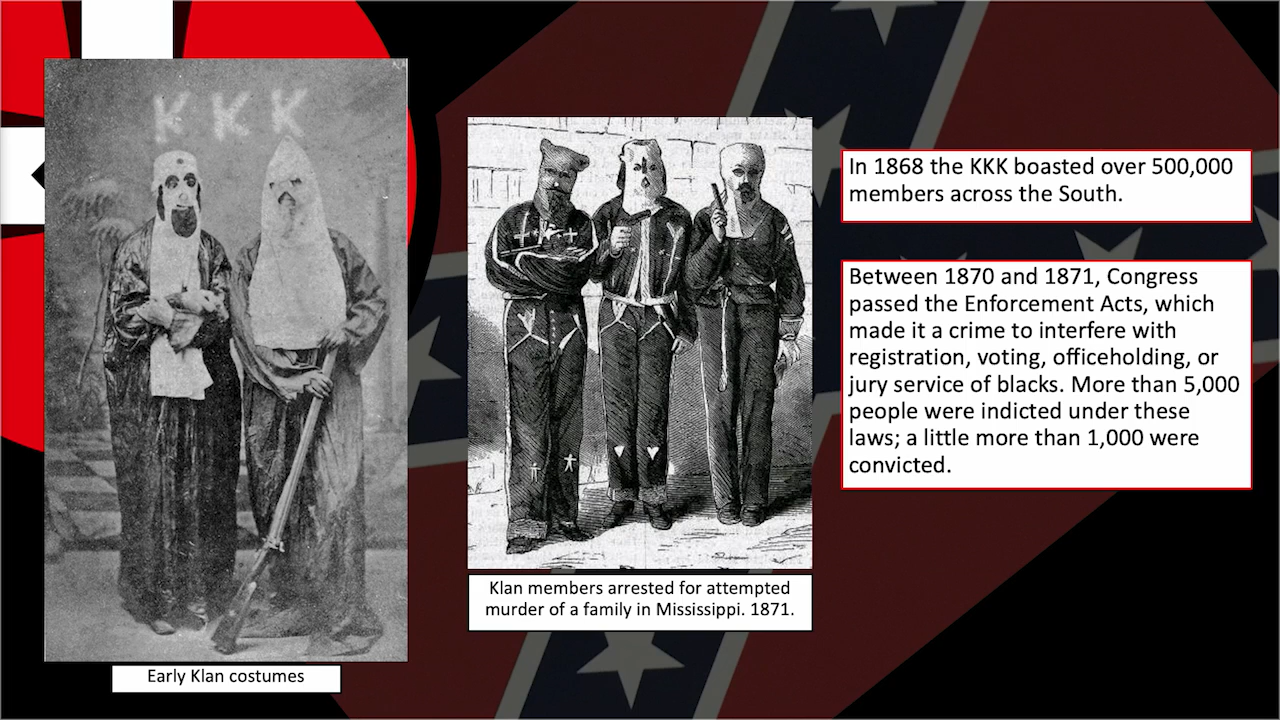 K K K
Early Klan costumes
Klan members arrested for attempted
murder of a family in Mississippi. 1871.
In 1868 the KKK boasted over 500,000
members across the South.
Between 1870 and 1871, Congress
passed the Enforcement Acts, which
made it a crime to interfere with
registration, voting, officeholding, or
jury service of blacks. More than 5,000
people were indicted under these
laws; a little more than 1,000 were
convicted.